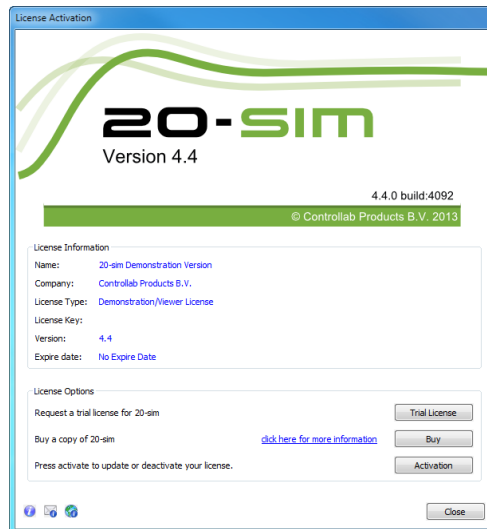 License Activation
20-sim
Version 4.4
4.4.0 build:4092
© Controllab Products B.V. 2013
License Information
Name: 20-sim Demonstration Version
Company: Controllab Products B.V.
License Type: Demonstration/Viewer License
License Key:
Version: 4.4
Expire date: No Expire Date
License Options
Request a trial license for 20-sim Trial License
Buy a copy of 20-sim click here for more information Buy
Press activate to update or deactivate your license. Activation
Close